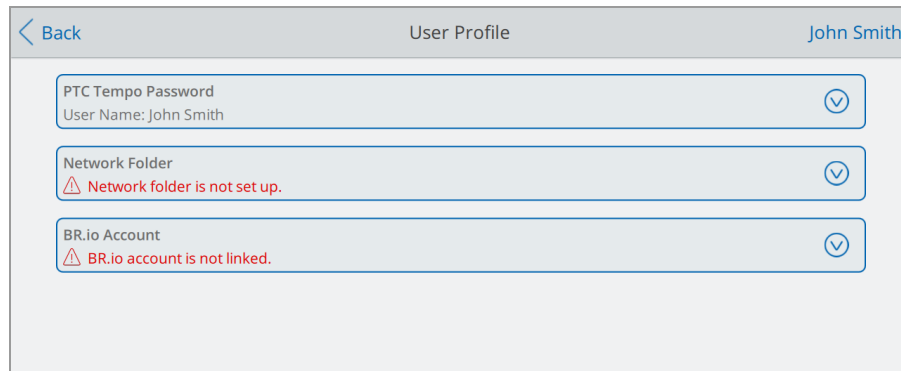 Back
User Profile
John Smith
PTC Tempo Password
User Name: John Smith
Network Folder
Network folder is not set up.
BR.io Account
BR.io account is not linked.